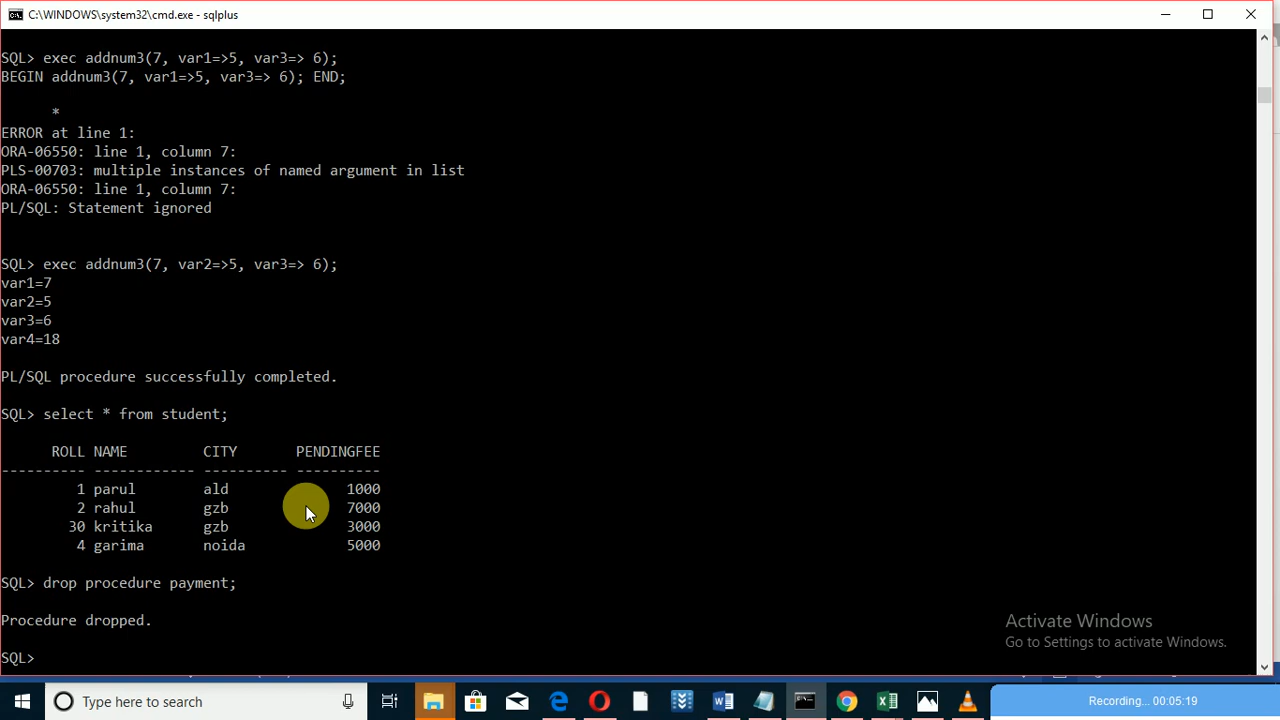 C:\WINDOWS\system32\cmd.exe - sqlplus
SQL> exec addnum3(7, var1=>5, var3=> 6);
BEGIN addnum3(7, var1=>5, var3=> 6); END;
*
ERROR at line 1:
ORA-06550: line 1, column 7:
PLS-00703: multiple instances of named argument in list
ORA-06550: line 1, column 7:
PL/SQL: Statement ignored
SQL> exec addnum3(7, var2=>5, var3=> 6);
var1=7
var2=5
var3=6
var4=18
PL/SQL procedure successfully completed.
SQL> select * from student;
ROLL NAME CITY PENDINGFEE
---------- ------------ ---------- ----------
1 parul ald 1000
2 rahul gzb 7000
30 kritika gzb 3000
4 garima noida 5000
SQL> drop procedure payment;
Procedure dropped.
SQL>
Activate Windows
Go to Settings to activate Windows.
Type here to search
Recording... 00:05:19